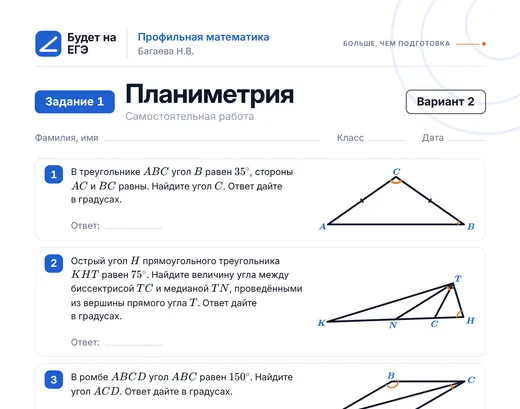 Будет на
ЕГЭ
Профильная математика
Багаева Н.В.
БОЛЬШЕ, ЧЕМ ПОДГОТОВКА
Задание 1
Планиметрия
Самостоятельная работа
Вариант 2
Фамилия, имя
Класс
Дата
1
В треугольнике ABC угол B равен 35°, стороны
AC и BC равны. Найдите угол C. Ответ дайте
в градусах.
Ответ:
C
A
B
2
Острый угол H прямоугольного треугольника
KHT равен 75°. Найдите величину угла между
биссектрисой TC и медианой TN, проведёнными
из вершины прямого угла T. Ответ дайте
в градусах.
Ответ:
T
K
N
C
H
3
В ромбе ABCD угол ABC равен 150°. Найдите
угол ACD. Ответ дайте в градусах.
B
C